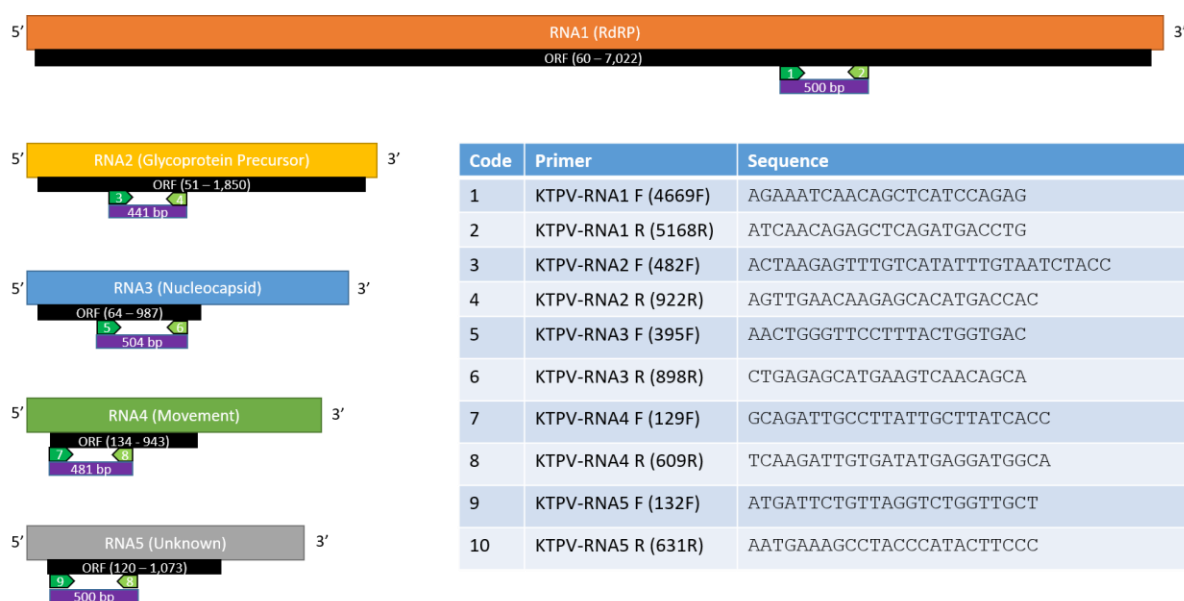 5’ RNA1 (RdRP) 3’
ORF (60 – 7,022)
1 2
500 bp
5’ RNA2 (Glycoprotein Precursor) 3’
ORF (51 – 1,850)
3 4
441 bp
5’ RNA3 (Nucleocapsid) 3’
ORF (64 – 987)
5 6
504 bp
5’ RNA4 (Movement) 3’
ORF (134 - 943)
7 8
481 bp
5’ RNA5 (Unknown) 3’
ORF (120 – 1,073)
9 8
500 bp
Code Primer Sequence
1 KTPV-RNA1 F (4669F) AGAAATCAACAGCTCATCCAGAG
2 KTPV-RNA1 R (5168R) ATCAACAGAGCTCAGATGACCTG
3 KTPV-RNA2 F (482F) ACTAAGAGTTTGTCATATTTGTAATCTACC
4 KTPV-RNA2 R (922R) AGTTGAACAAGAGCACATGACCAC
5 KTPV-RNA3 F (395F) AACTGGGTTCCTTTACTGGTGAC
6 KTPV-RNA3 R (898R) CTGAGAGCATGAAGTCAACAGCA
7 KTPV-RNA4 F (129F) GCAGATTGCCTTATTGCTTATCACC
8 KTPV-RNA4 R (609R) TCAAGATTGTGATATGAGGATGGCA
9 KTPV-RNA5 F (132F) ATGATTCTGTTAGGTCTGGTTGCT
10 KTPV-RNA5 R (631R) AATGAAAGCCTACCCATACTTCCC